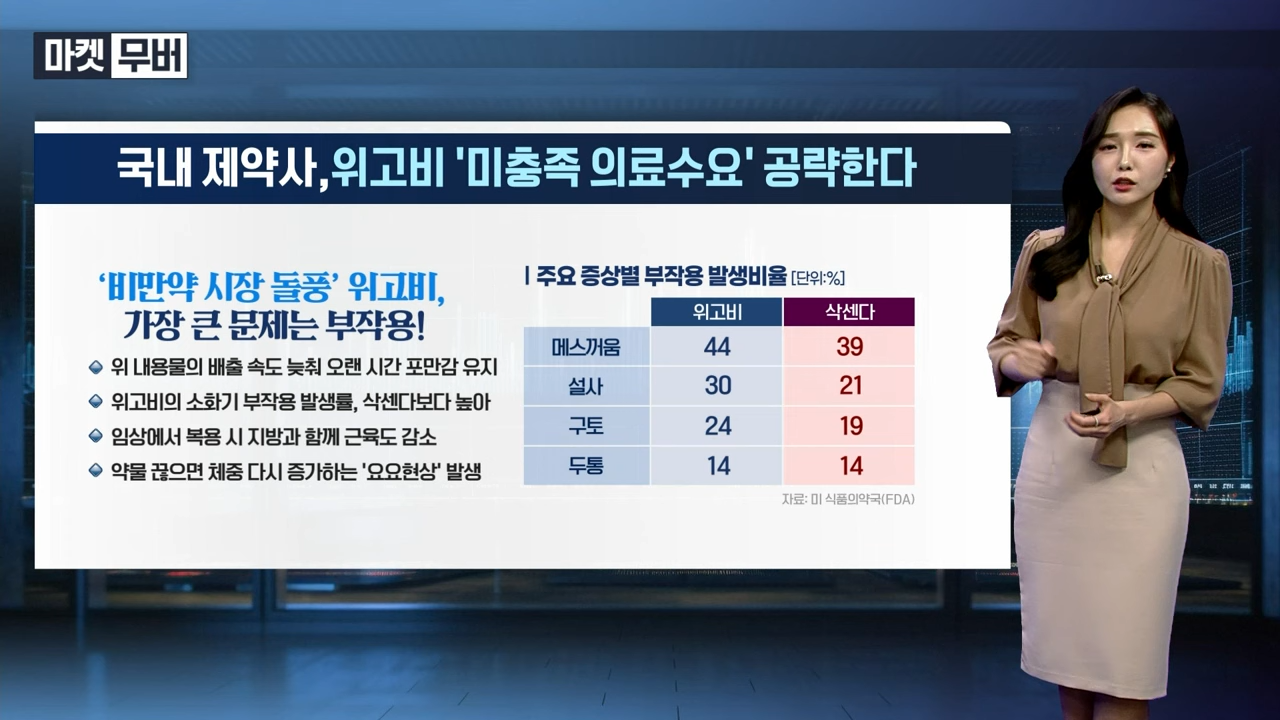 마켓 무버
국내 제약사,위고비 '미충족 의료수요' 공략한다
‘비만약 시장 돌풍’ 위고비,
가장 큰 문제는 부작용!
위 내용물의 배출 속도 늦춰 오랜 시간 포만감 유지
위고비의 소화기 부작용 발생률, 삭센다보다 높아
임상에서 복용 시 지방과 함께 근육도 감소
약물 끊으면 체중 다시 증가하는 '요요현상' 발생
주요 증상별 부작용 발생비율 [단위:%]
위고비 삭센다
메스꺼움 44 39
설사 30 21
구토 24 19
두통 14 14
자료: 미 식품의약국(FDA)